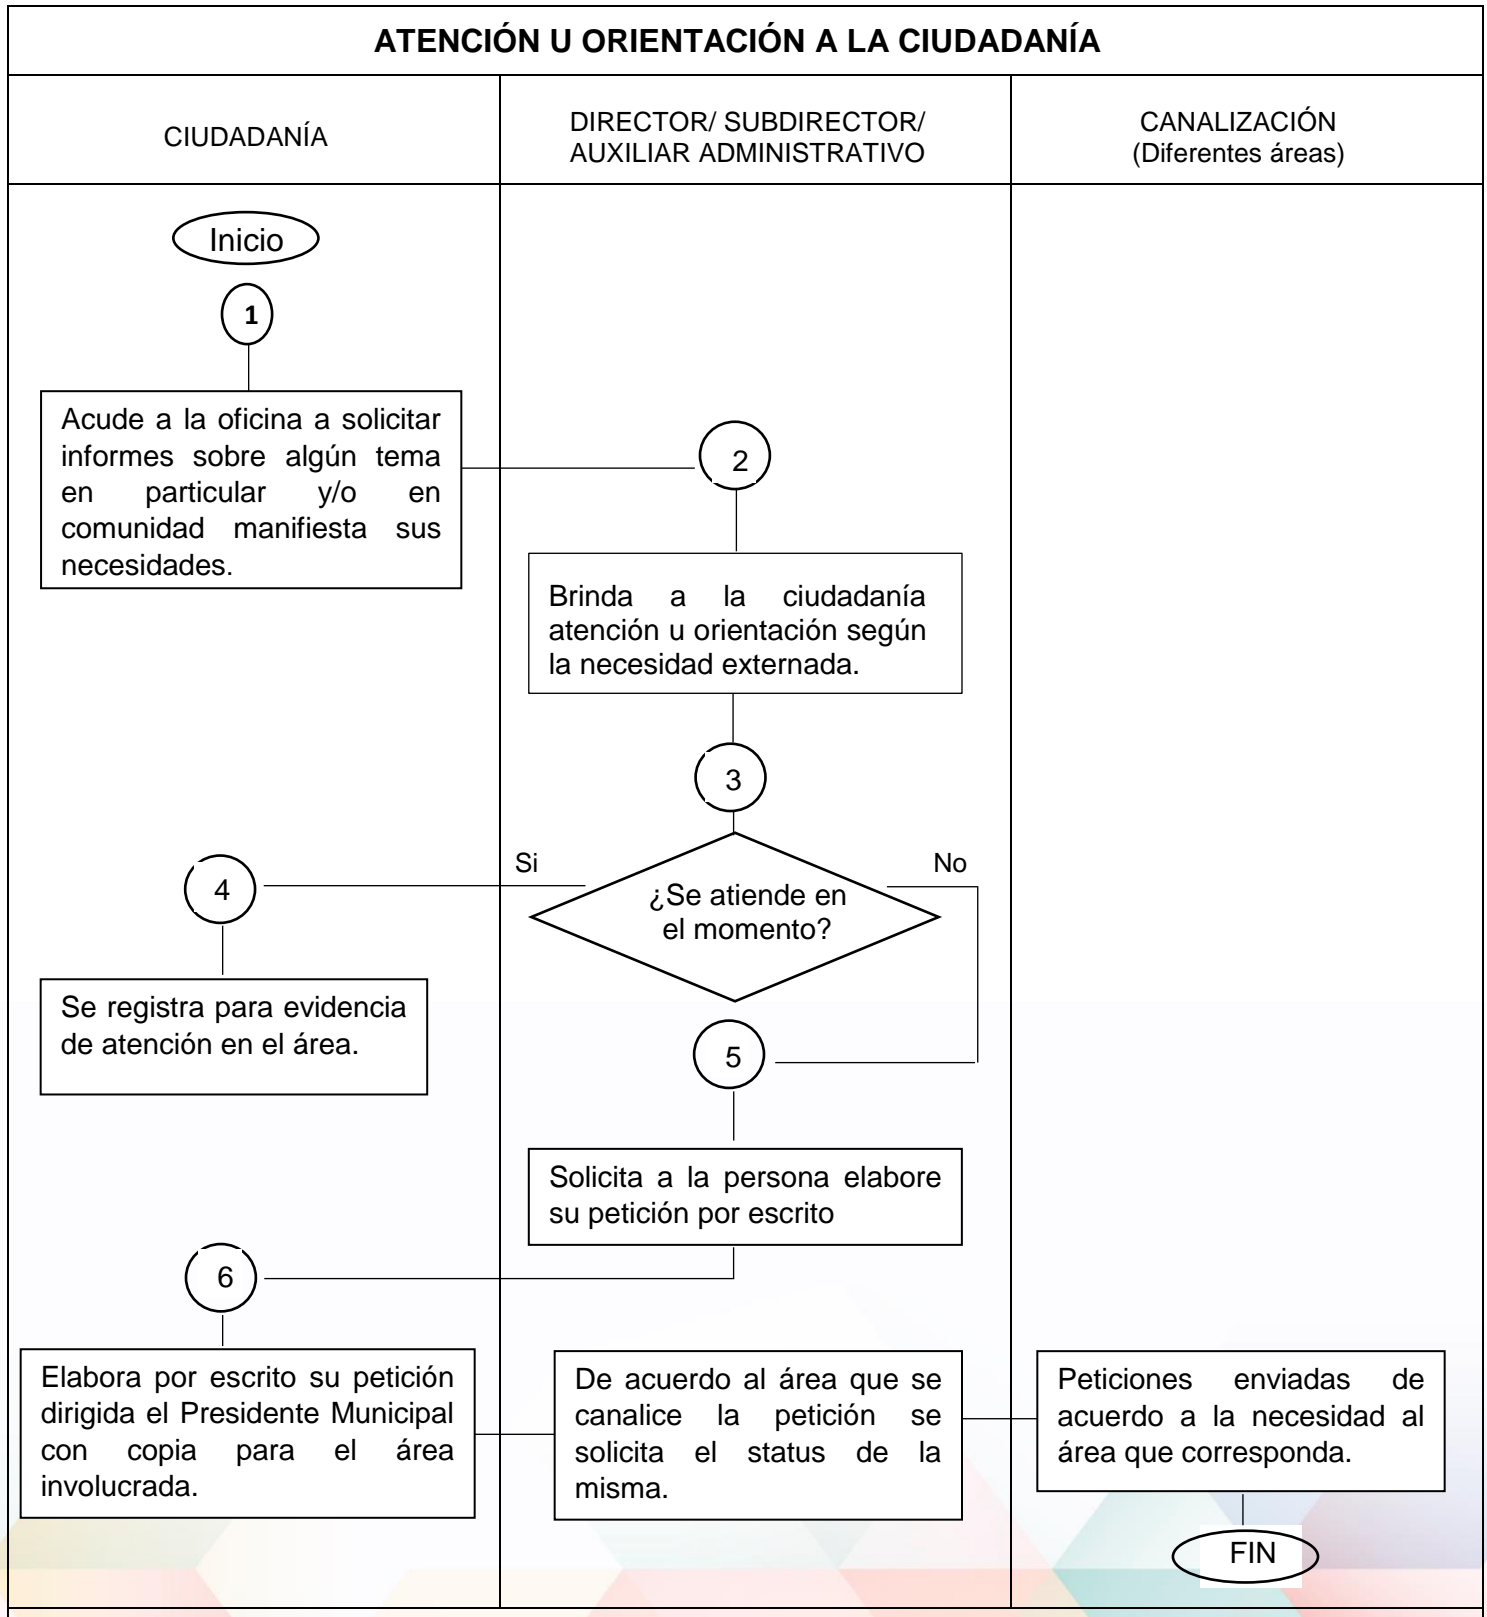 ATENCIÓN U ORIENTACIÓN A LA CIUDADANÍA
CIUDADANÍA
DIRECTOR/ SUBDIRECTOR/
AUXILIAR ADMINISTRATIVO
CANALIZACIÓN
(Diferentes áreas)
Inicio
1
Acude a la oficina a solicitar
informes sobre algún tema
en particular y/o en
comunidad manifiesta sus
necesidades.
2
Brinda a la ciudadanía
atención u orientación según
la necesidad externada.
3
Si
No
¿Se atiende en
el momento?
4
Se registra para evidencia
de atención en el área.
5
Solicita a la persona elabore
su petición por escrito
6
Elabora por escrito su petición
dirigida el Presidente Municipal
con copia para el área
involucrada.
De acuerdo al área que se
canalice la petición se
solicita el status de la
misma.
Peticiones enviadas de
acuerdo a la necesidad al
área que corresponda.
FIN